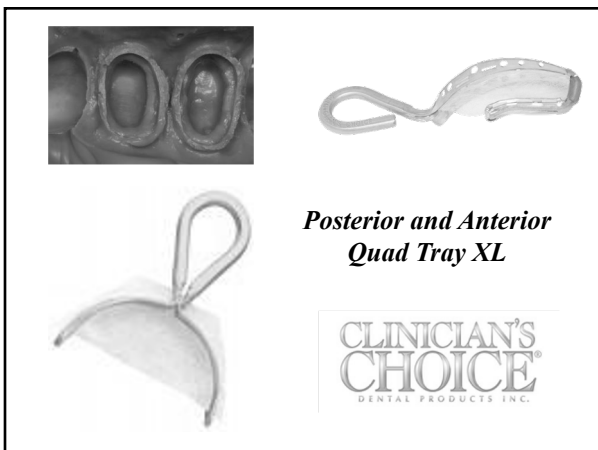 Posterior and Anterior
Quad Tray XL
CLINICIAN'S
CHOICE®
DENTAL PRODUCTS INC.